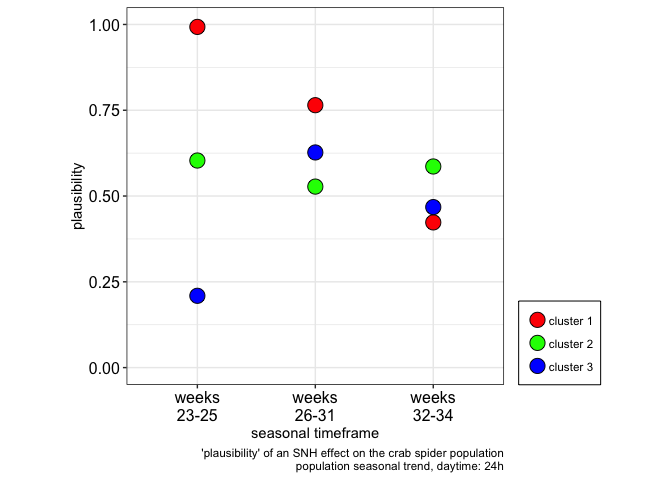 1.00
0.75
0.50
0.25
0.00
plausibility
weeks
23-25
weeks
26-31
weeks
32-34
seasonal timeframe
cluster 1
cluster 2
cluster 3
'plausibility' of an SNH effect on the crab spider population
population seasonal trend, daytime: 24h